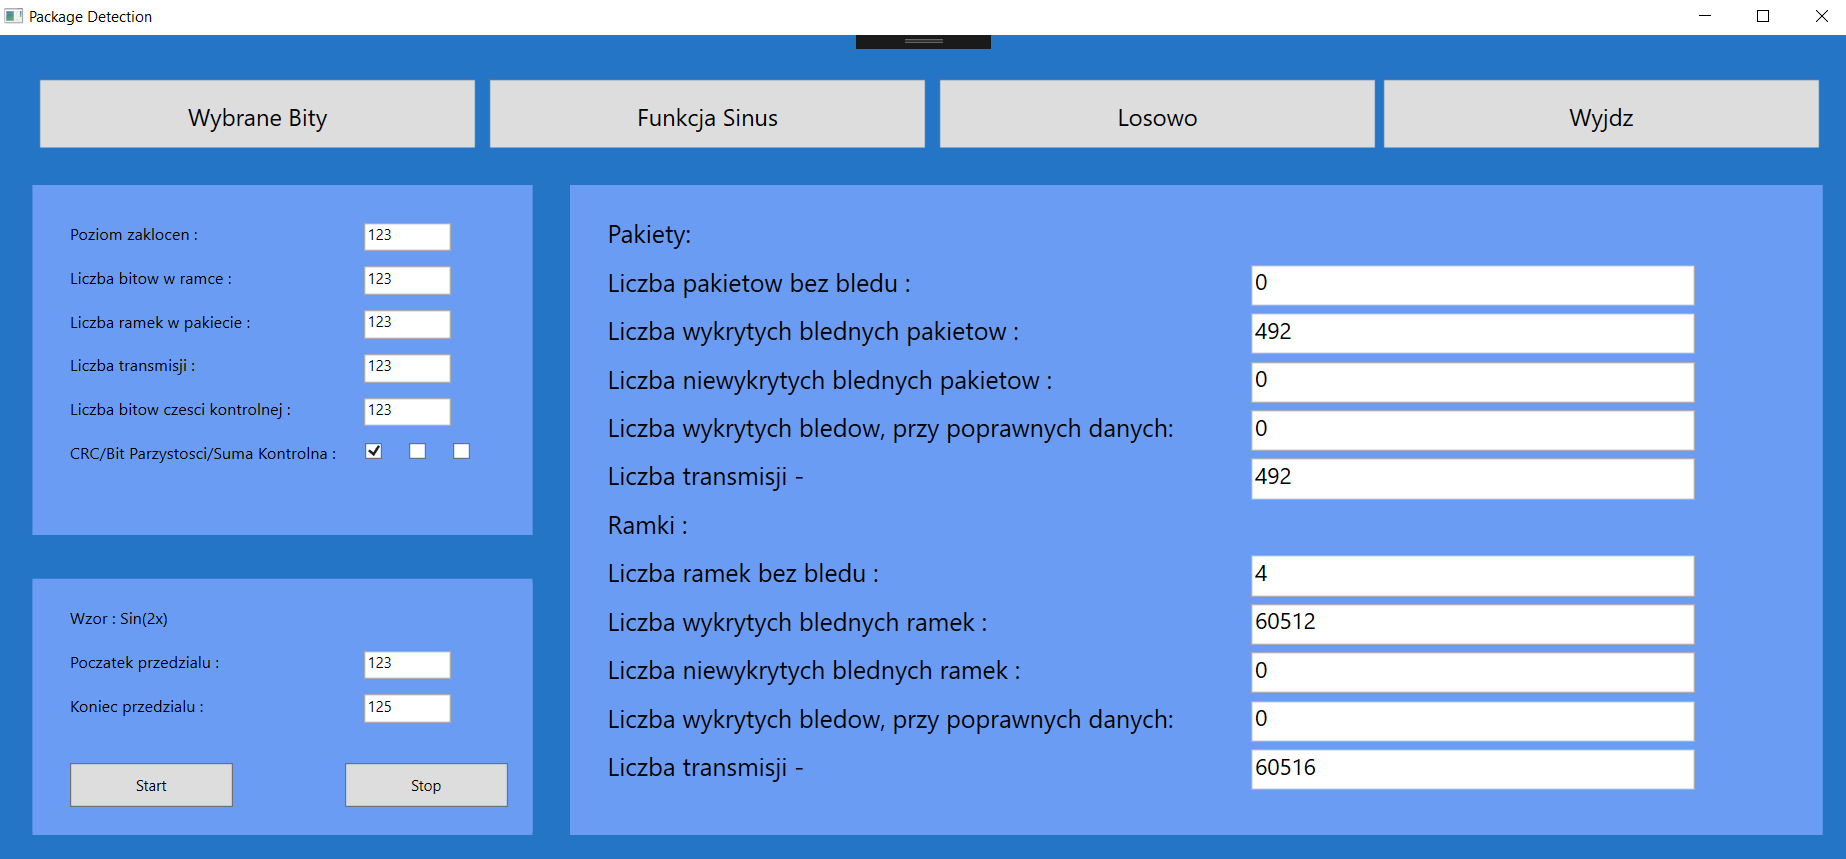 Package Detection
Wybrane Bity
Funkcja Sinus
Losowo
Wyjdz
Poziom zaklocen : 123
Liczba bitow w ramce : 123
Liczba ramek w pakiecie : 123
Liczba transmisji : 123
Liczba bitow czesci kontrolnej : 123
CRC/Bit Parzystosci/Suma Kontrolna :
Wzor : Sin(2x)
Poczatek przedzialu : 123
Koniec przedzialu : 125
Start
Stop
Pakiety:
Liczba pakietow bez bledu : 0
Liczba wykrytych blednych pakietow : 492
Liczba niewykrytych blednych pakietow : 0
Liczba wykrytych bledow, przy poprawnych danych: 0
Liczba transmisji - 492
Ramki :
Liczba ramek bez bledu : 4
Liczba wykrytych blednych ramek : 60512
Liczba niewykrytych blednych ramek : 0
Liczba wykrytych bledow, przy poprawnych danych: 0
Liczba transmisji - 60516